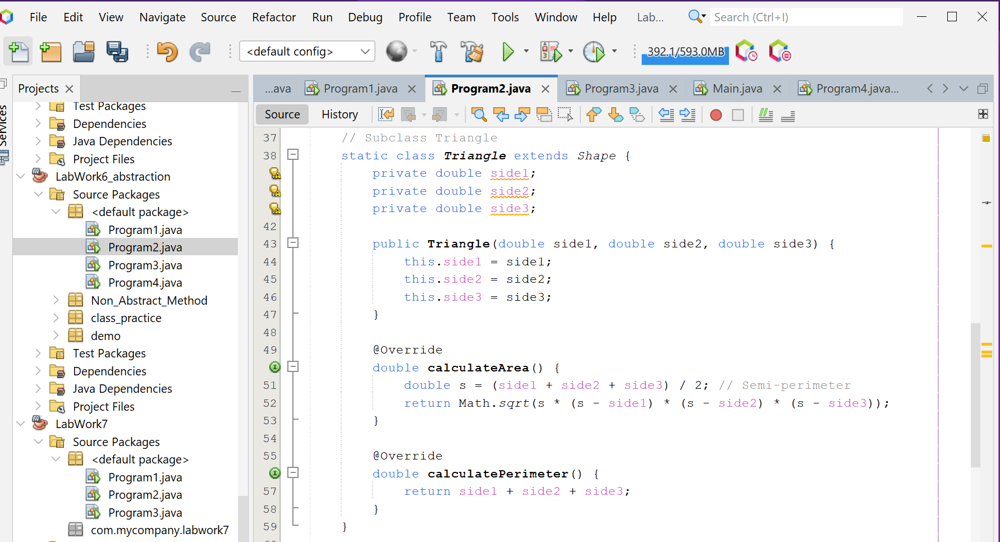 File Edit View Navigate Source Refactor Run Debug Profile Team Tools Window Help Lab... Search (Ctrl+I)
<default config> 392.1/593.0MB
Services
Projects
Test Packages
Dependencies
Java Dependencies
Project Files
LabWork6_abstraction
Source Packages
<default package>
Program1.java
Program2.java
Program3.java
Program4.java
Non_Abstract_Method
class_practice
demo
Test Packages
Dependencies
Java Dependencies
Project Files
LabWork7
Source Packages
<default package>
Program1.java
Program2.java
Program3.java
com.mycompany.labwork7
...ava Program1.java Program2.java Program3.java Main.java Program4.java...
Source History
37 // Subclass Triangle
38 static class Triangle extends Shape {
private double side1;
private double side2;
private double side3;
42
43 public Triangle(double side1, double side2, double side3) {
44 this.side1 = side1;
45 this.side2 = side2;
46 this.side3 = side3;
47 }
48
49 @Override
double calculateArea() {
51 double s = (side1 + side2 + side3) / 2; // Semi-perimeter
52 return Math.sqrt(s * (s - side1) * (s - side2) * (s - side3));
53 }
54
55 @Override
double calculatePerimeter() {
57 return side1 + side2 + side3;
58 }
59 }